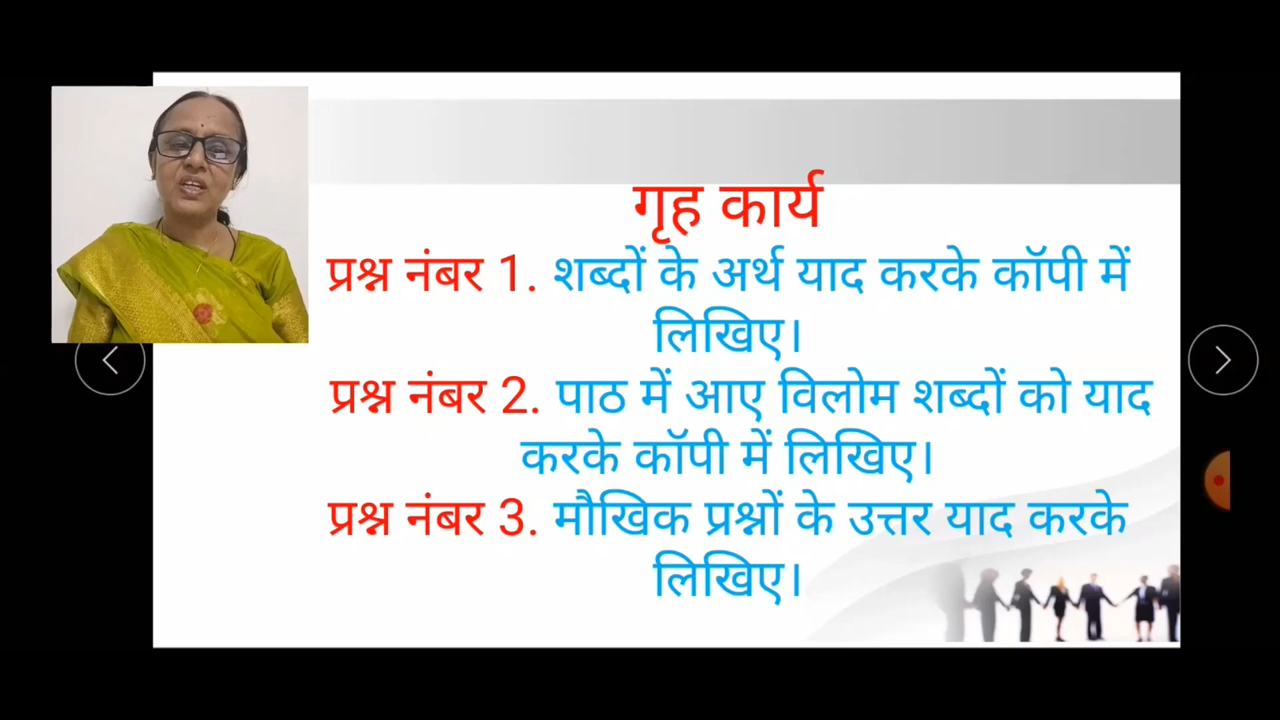 गृह कार्य
प्रश्न नंबर 1. शब्दों के अर्थ याद करके कॉपी में
लिखिए।
प्रश्न नंबर 2. पाठ में आए विलोम शब्दों को याद
करके कॉपी में लिखिए।
प्रश्न नंबर 3. मौखिक प्रश्नों के उत्तर याद करके
लिखिए।